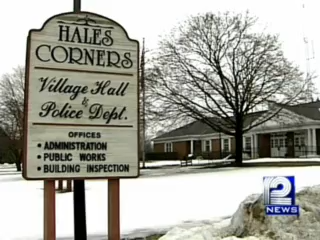 HALES
CORNERS
Village Hall
&
Police Dept.
OFFICES
• ADMINISTRATION
• PUBLIC WORKS
• BUILDING INSPECTION
12
NEWS